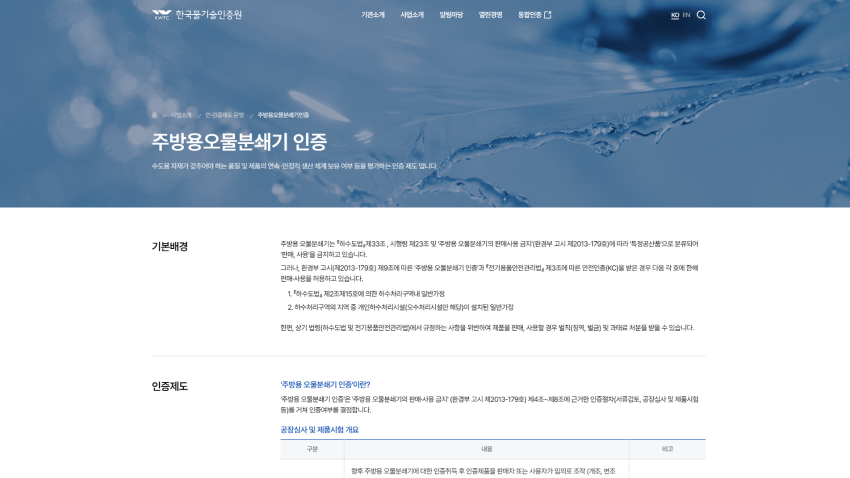 KWTC 한국물기술인증원
기관소개 사업소개 알림마당 열린경영 통합인증
KO EN
홈 사업소개 인·검증제도 운영 주방용오물분쇄기인증
주방용오물분쇄기 인증
수도용 자재가 갖추어야 하는 품질 및 제품의 연속·안정적 생산 체계 보유 여부 등을 평가하는 인증 제도 입니다.
기본배경
주방용 오물분쇄기는 『하수도법』제33조 , 시행령 제23조 및 '주방용 오물분쇄기의 판매·사용 금지'(환경부 고시 제2013-179호)에 따라 '특정공산품'으로 분류되어
'판매, 사용'을 금지하고 있습니다.
그러나, 환경부 고시(제2013-179호) 제9조에 따른 '주방용 오물분쇄기 인증'과 『전기용품안전관리법』 제3조에 따른 안전인증(KC)을 받은 경우 다음 각 호에 한해
판매·사용을 허용하고 있습니다.
1. 『하수도법』 제2조제15호에 의한 하수처리구역내 일반가정
2. 하수처리구역외 지역 중 개인하수처리시설(오수처리시설만 해당)이 설치된 일반가정
한편, 상기 법령(하수도법 및 전기용품안전관리법)에서 규정하는 사항을 위반하여 제품을 판매, 사용할 경우 벌칙(징역, 벌금) 및 과태료 처분을 받을 수 있습니다.
인증제도
'주방용 오물분쇄기 인증'이란?
'주방용 오물분쇄기 인증'은 '주방용 오물분쇄기의 판매·사용 금지' (환경부 고시 제2013-179호) 제4조~제8조에 근거한 인증절차(서류검토, 공장심사 및 제품시험
등)를 거쳐 인증여부를 결정합니다.
공장심사 및 제품시험 개요
구분 내용 비고
향후 주방용 오물분쇄기에 대한 인증취득 후 인증제품을 판매자 또는 사용자가 임의로 조작 (개조, 변조